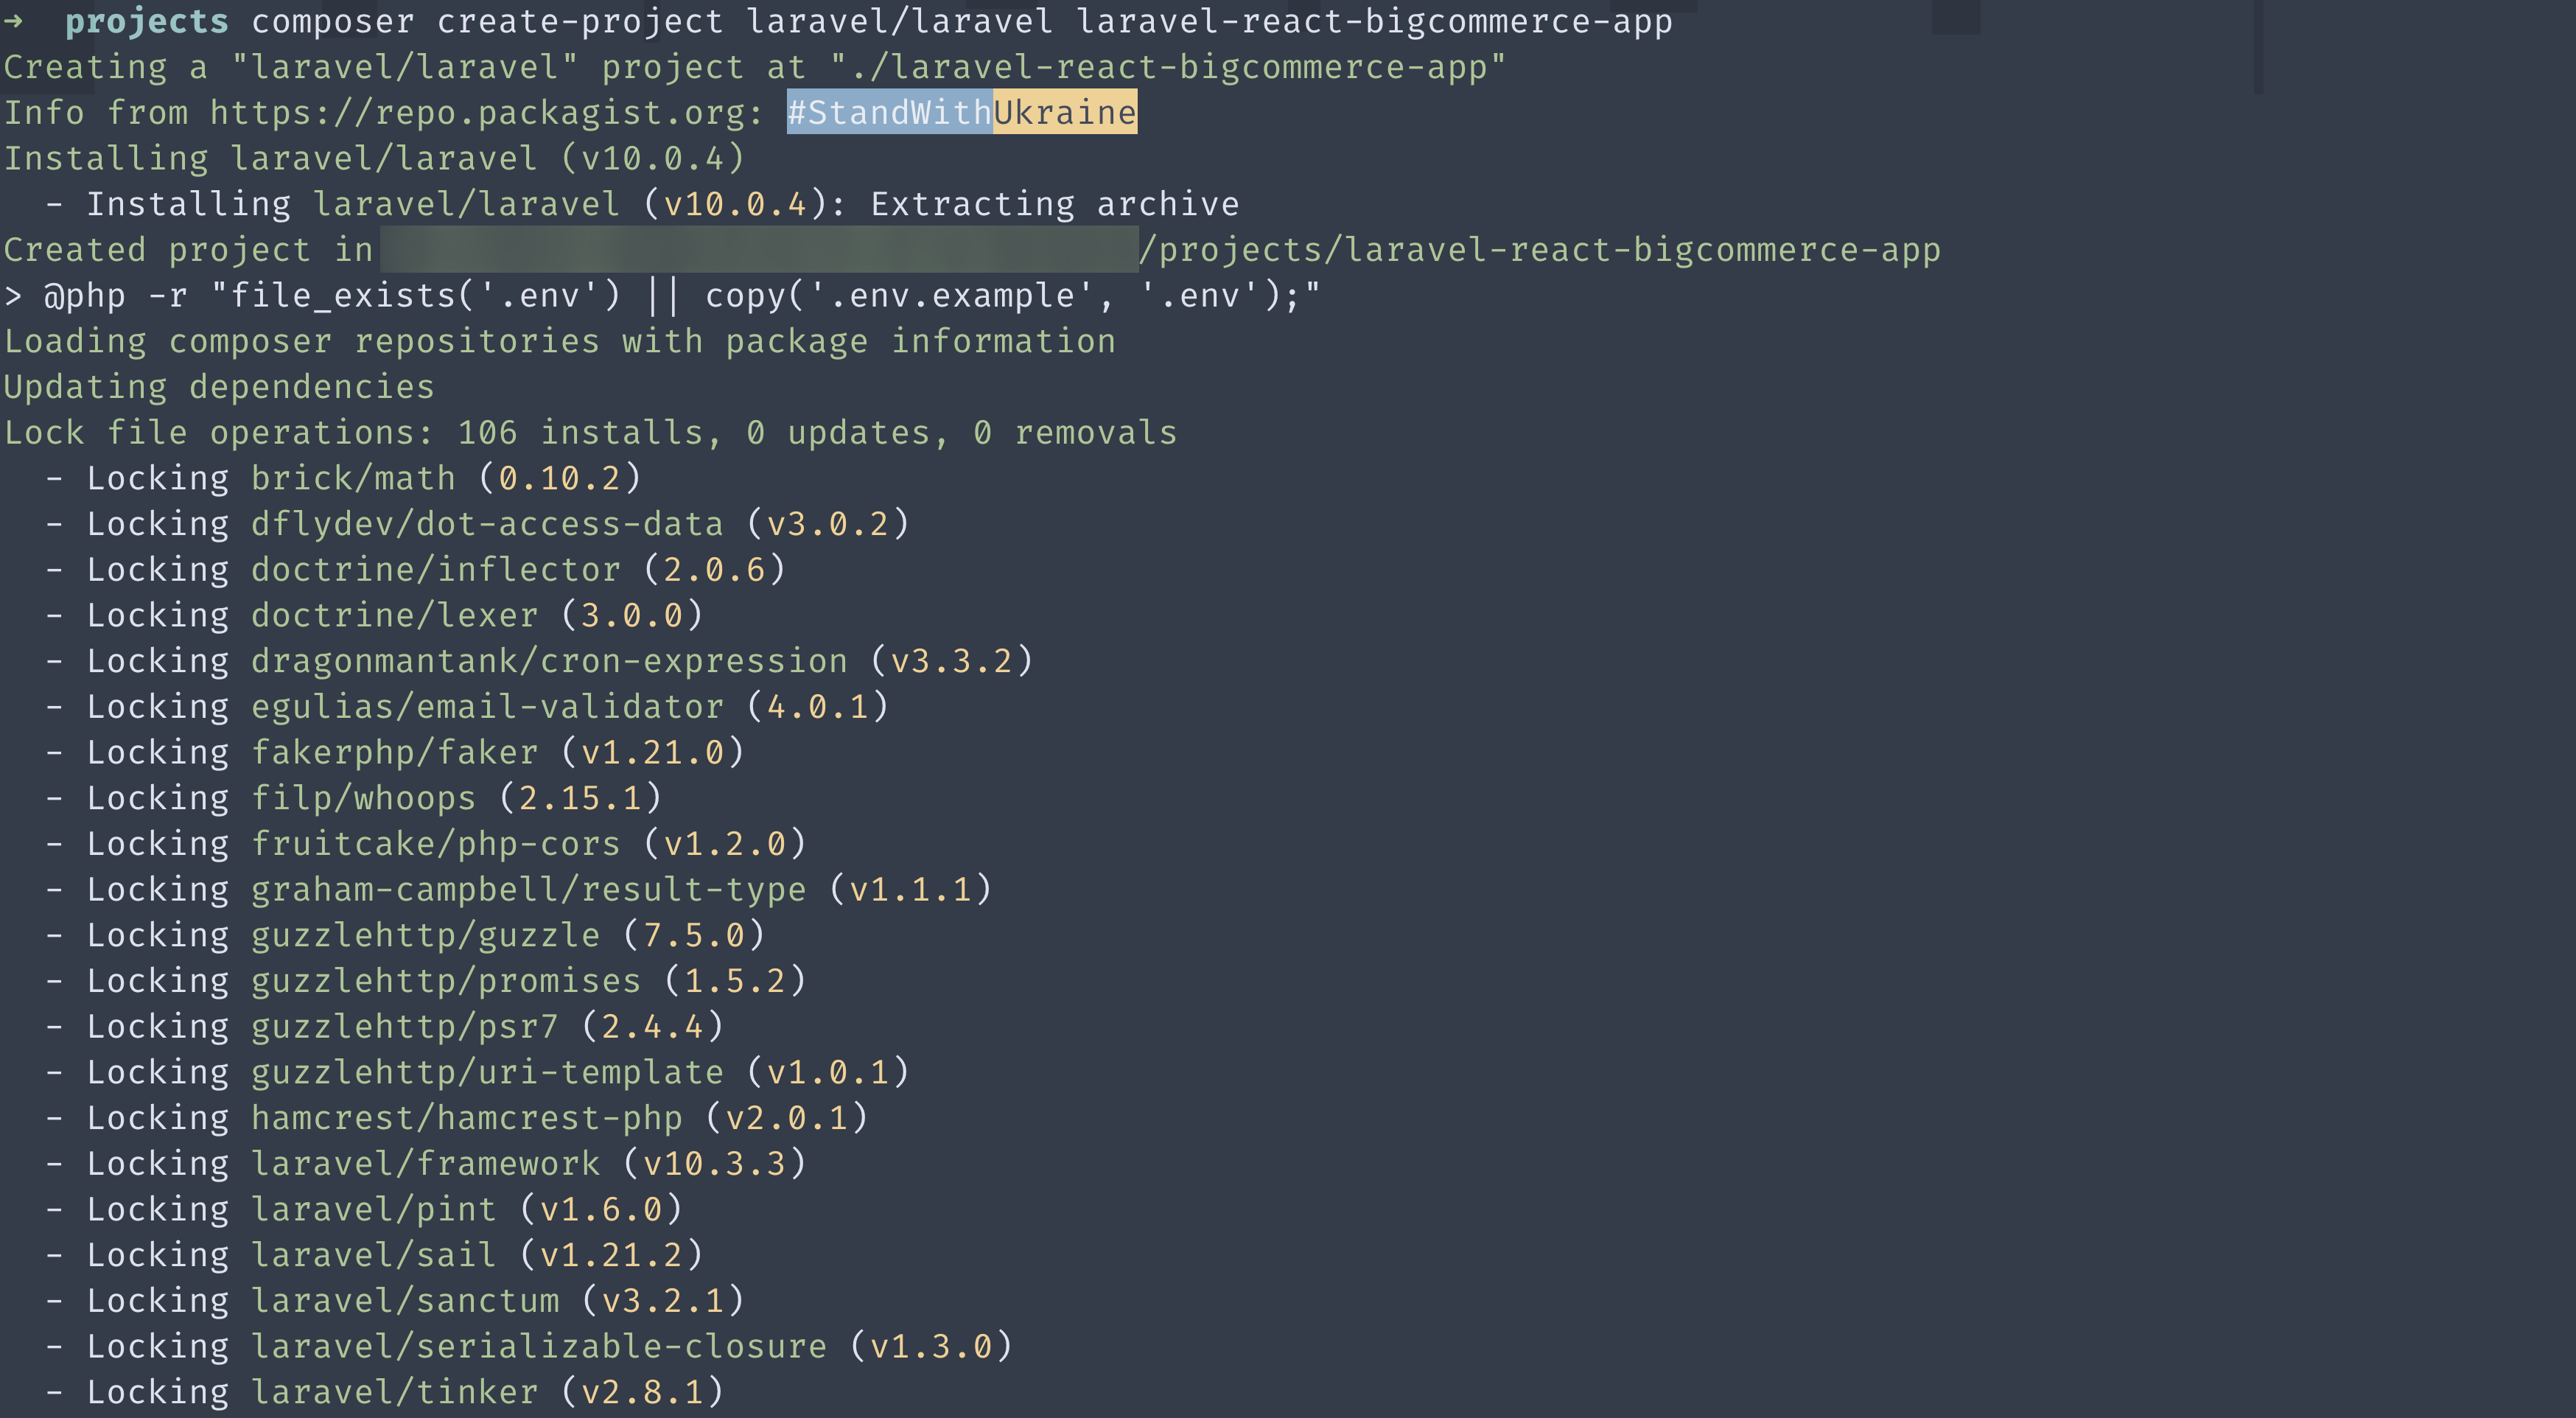 ➜  projects composer create-project laravel/laravel laravel-react-bigcommerce-app
Creating a "laravel/laravel" project at "./laravel-react-bigcommerce-app"
Info from https://repo.packagist.org: #StandWithUkraine
Installing laravel/laravel (v10.0.4)
  - Installing laravel/laravel (v10.0.4): Extracting archive
Created project in /projects/laravel-react-bigcommerce-app
> @php -r "file_exists('.env') || copy('.env.example', '.env');"
Loading composer repositories with package information
Updating dependencies
Lock file operations: 106 installs, 0 updates, 0 removals
  - Locking brick/math (0.10.2)
  - Locking dflydev/dot-access-data (v3.0.2)
  - Locking doctrine/inflector (2.0.6)
  - Locking doctrine/lexer (3.0.0)
  - Locking dragonmantank/cron-expression (v3.3.2)
  - Locking egulias/email-validator (4.0.1)
  - Locking fakerphp/faker (v1.21.0)
  - Locking filp/whoops (2.15.1)
  - Locking fruitcake/php-cors (v1.2.0)
  - Locking graham-campbell/result-type (v1.1.1)
  - Locking guzzlehttp/guzzle (7.5.0)
  - Locking guzzlehttp/promises (1.5.2)
  - Locking guzzlehttp/psr7 (2.4.4)
  - Locking guzzlehttp/uri-template (v1.0.1)
  - Locking hamcrest/hamcrest-php (v2.0.1)
  - Locking laravel/framework (v10.3.3)
  - Locking laravel/pint (v1.6.0)
  - Locking laravel/sail (v1.21.2)
  - Locking laravel/sanctum (v3.2.1)
  - Locking laravel/serializable-closure (v1.3.0)
  - Locking laravel/tinker (v2.8.1)